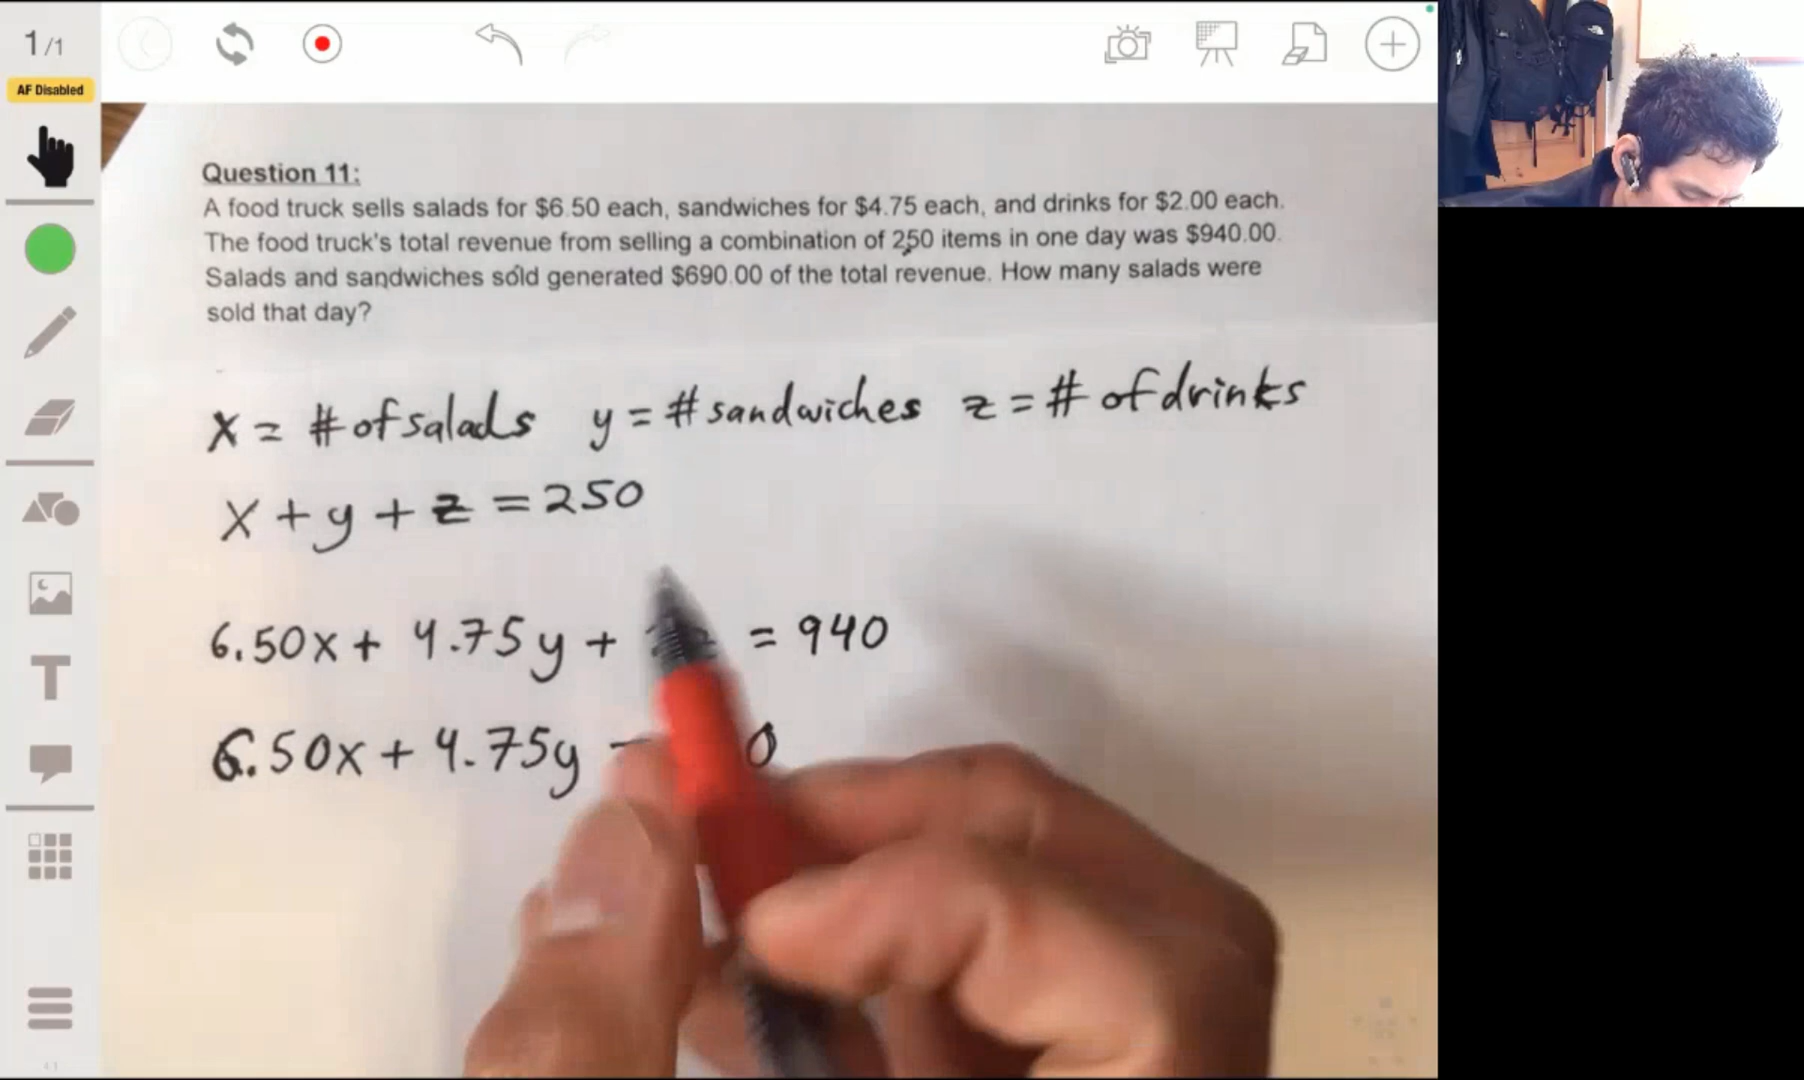 1/1
AF Disabled
Question 11:
A food truck sells salads for $6.50 each, sandwiches for $4.75 each, and drinks for $2.00 each.
The food truck's total revenue from selling a combination of 250 items in one day was $940.00.
Salads and sandwiches sold generated $690.00 of the total revenue. How many salads were
sold that day?
x = # of salads y = # sandwiches z = # of drinks
x + y + z = 250
6.50x + 4.75y + = 940
6.50x + 4.75y 0
T